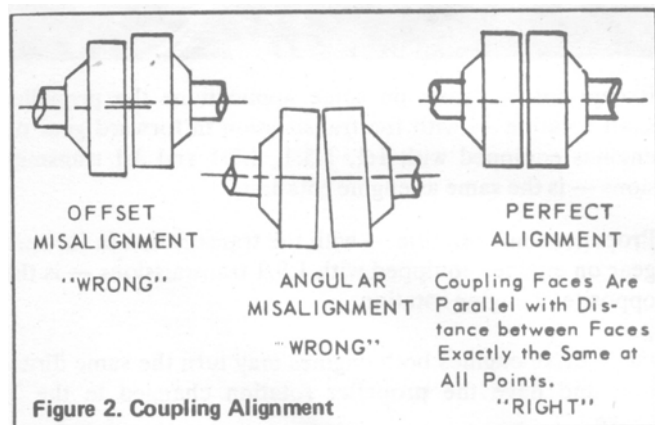 OFFSET
MISALIGNMENT
"WRONG"
ANGULAR
MISALIGNMENT
"WRONG"
PERFECT
ALIGNMENT
Coupling Faces Are
Parallel with Dis-
tance between Faces
Exactly the Same at
All Points.
"RIGHT"
Figure 2. Coupling Alignment